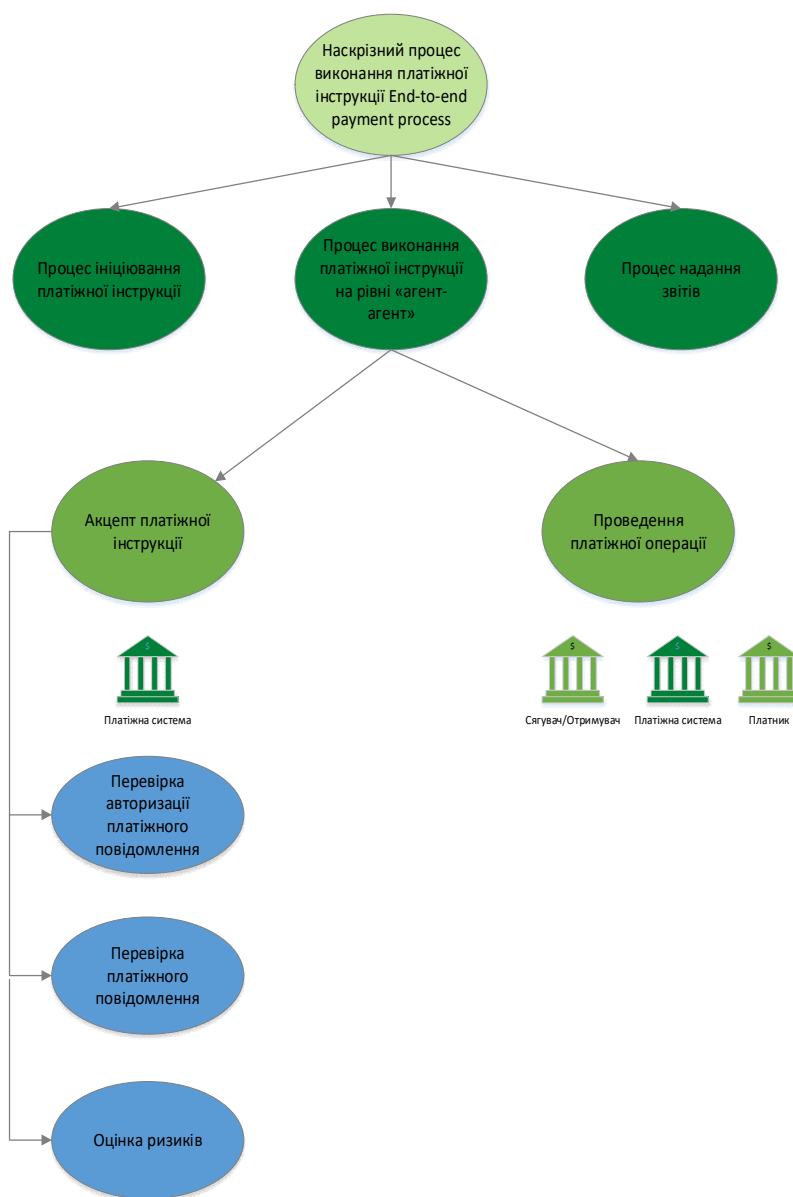 Наскрізний процес
виконання платіжної
інструкції End-to-end
payment process
Процес ініціювання
платіжної інструкції
Процес виконання
платіжної інструкції
на рівні «агент-
агент»
Процес надання
звітів
Акцепт платіжної
інструкції
Проведення
платіжної операції
$
$
$
$
Платіжна система
Сягувач/Отримувач
Платіжна система
Платник
Перевірка
авторизації
платіжного
повідомлення
Перевірка
платіжного
повідомлення
Оцінка ризиків